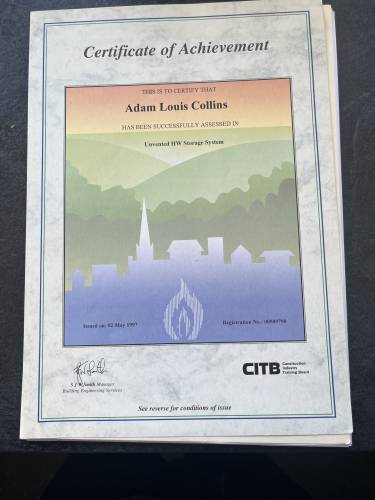 Certificate of Achievement
THIS IS TO CERTIFY THAT
Adam Louis Collins
HAS BEEN SUCCESSFULLY ASSESSED IN
Unvented HW Storage System
Issued on: 02 May 1997
Registration No.: 00009798
Manager
Building Engineering Services
CITB
Construction
Industry
Training Board
See reverse for conditions of issue